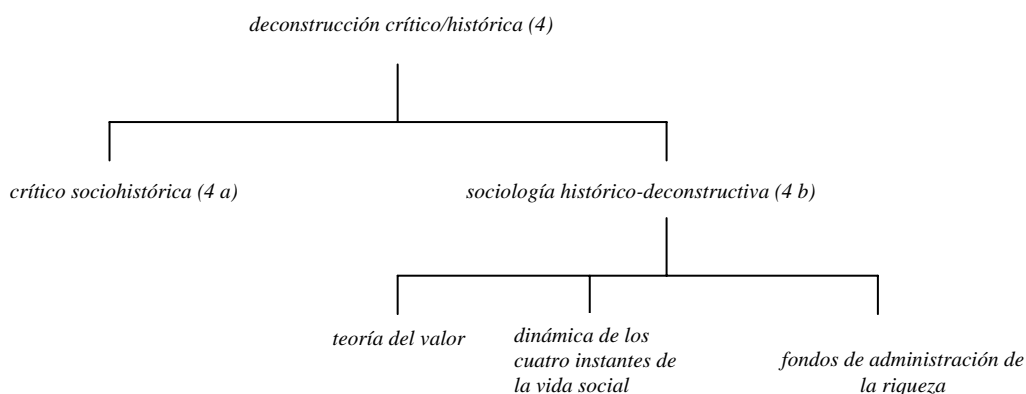 deconstrucción crítico/histórica (4)
crítico sociohistórica (4 a)
sociología histórico-deconstructiva (4 b)
teoría del valor
dinámica de los
cuatro instantes de
la vida social
fondos de administración de
la riqueza